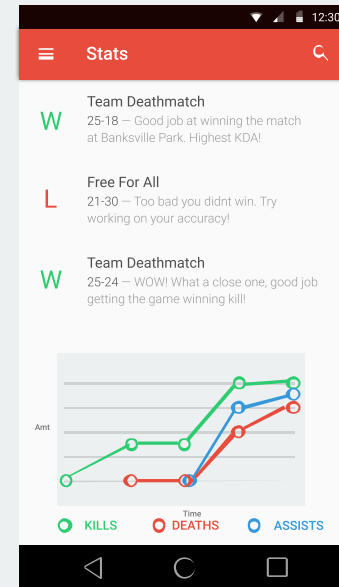 12:30
Stats
W
Team Deathmatch
25-18 — Good job at winning the match
at Banksville Park. Highest KDA!
L
Free For All
21-30 — Too bad you didnt win. Try
working on your accuracy!
W
Team Deathmatch
25-24 — WOW! What a close one, good job
getting the game winning kill!
Amt
Time
KILLS DEATHS ASSISTS